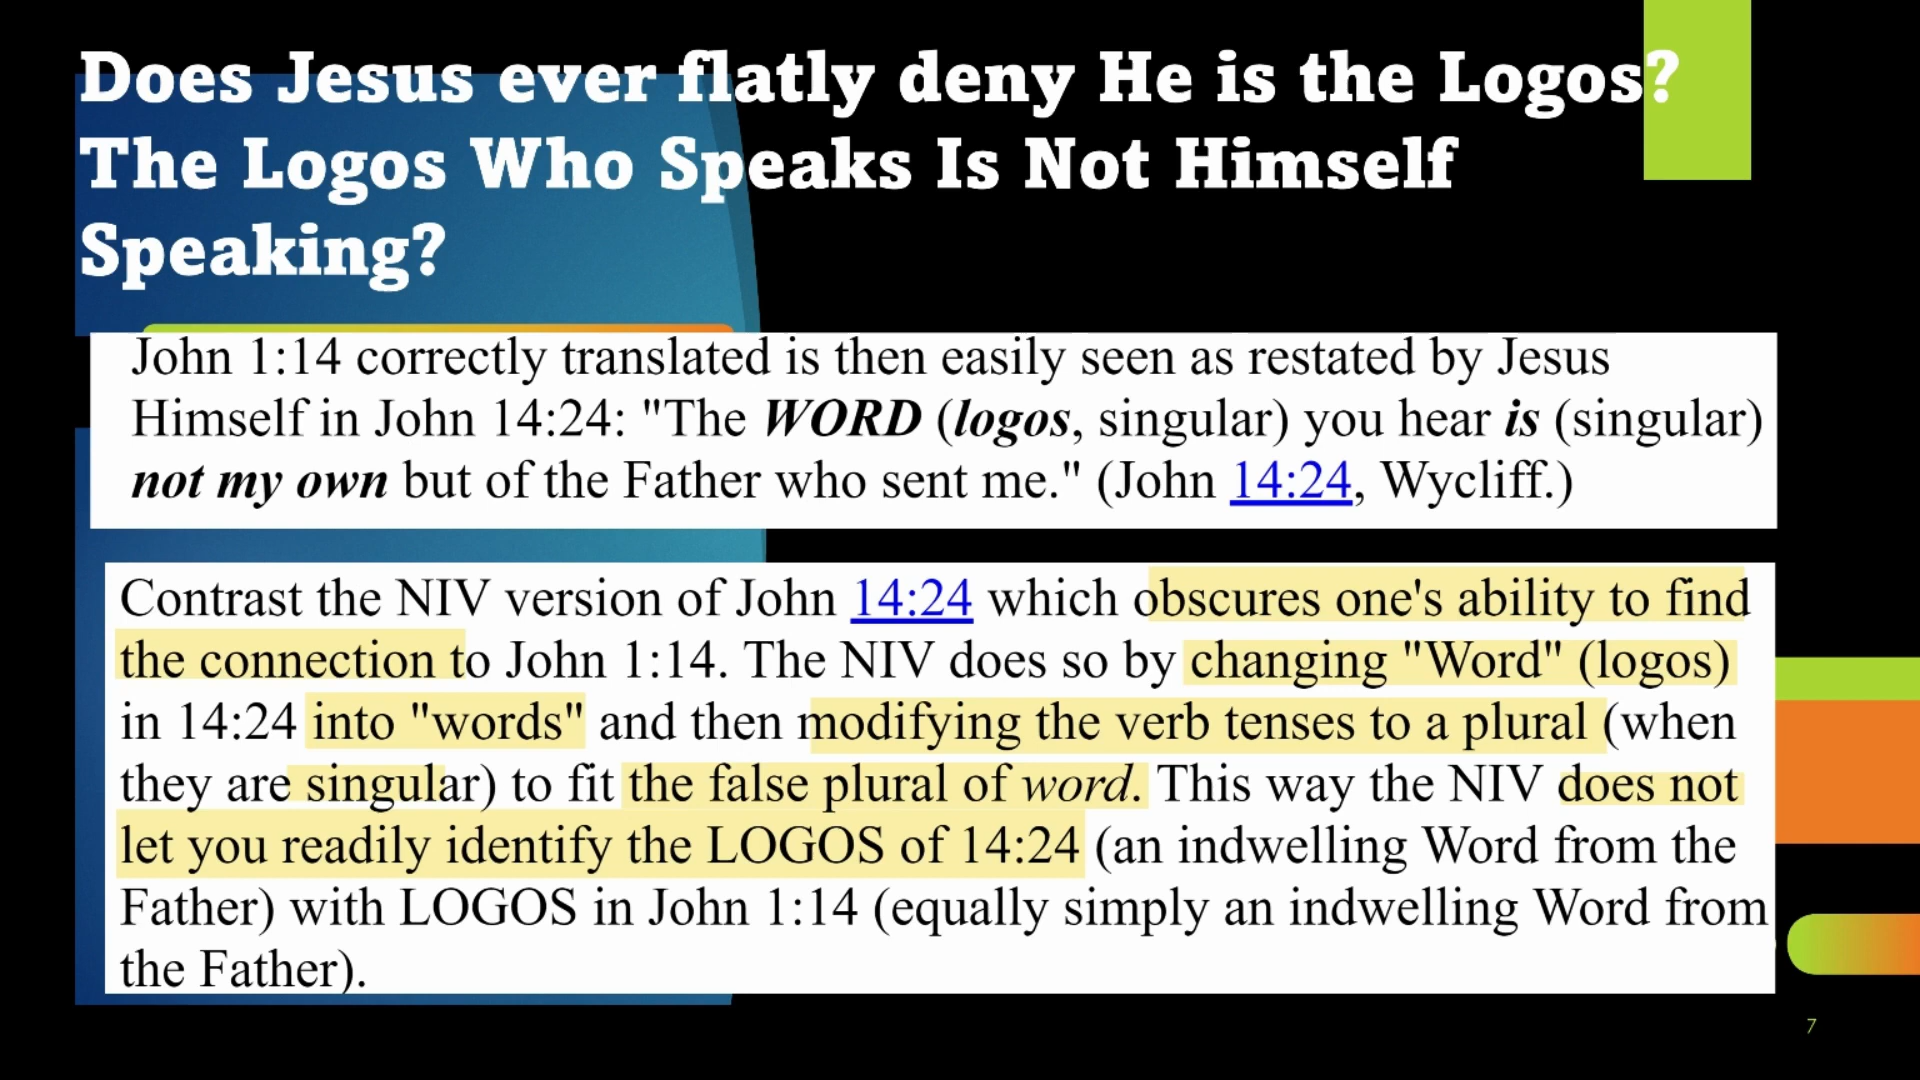 Does Jesus ever flatly deny He is the Logos?
The Logos Who Speaks Is Not Himself
Speaking?
John 1:14 correctly translated is then easily seen as restated by Jesus
Himself in John 14:24: "The WORD (logos, singular) you hear is (singular)
not my own but of the Father who sent me." (John 14:24, Wycliff.)
Contrast the NIV version of John 14:24 which obscures one's ability to find
the connection to John 1:14. The NIV does so by changing "Word" (logos)
in 14:24 into "words" and then modifying the verb tenses to a plural (when
they are singular) to fit the false plural of word. This way the NIV does not
let you readily identify the LOGOS of 14:24 (an indwelling Word from the
Father) with LOGOS in John 1:14 (equally simply an indwelling Word from
the Father).
7